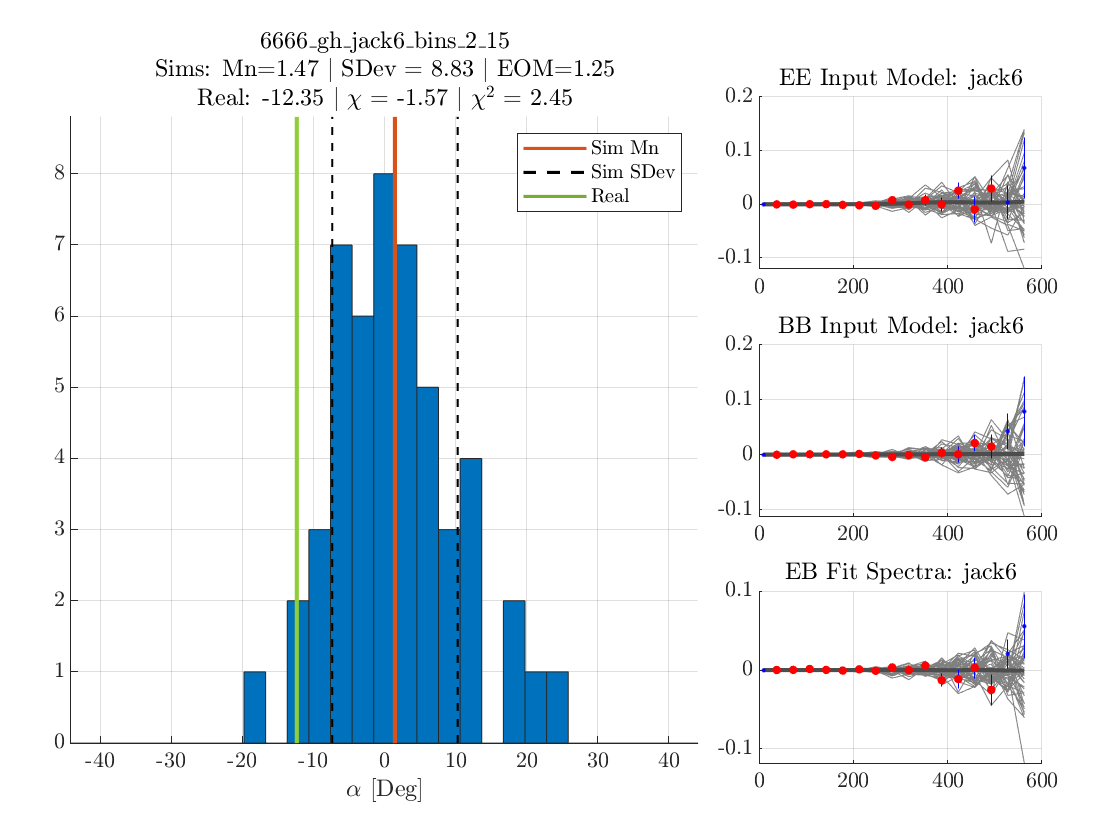 6666_gh_jack6_bins_2_15
Sims: Mn=1.47 | SDev = 8.83 | EOM=1.25
Real: -12.35 | χ = -1.57 | χ² = 2.45
8
7
6
5
4
3
2
1
0
-40 -30 -20 -10 0 10 20 30 40
α [Deg]
Sim Mn
Sim SDev
Real
EE Input Model: jack6
0.2
0.1
0
-0.1
0 200 400 600
BB Input Model: jack6
0.2
0.1
0
-0.1
0 200 400 600
EB Fit Spectra: jack6
0.1
0
-0.1
0 200 400 600